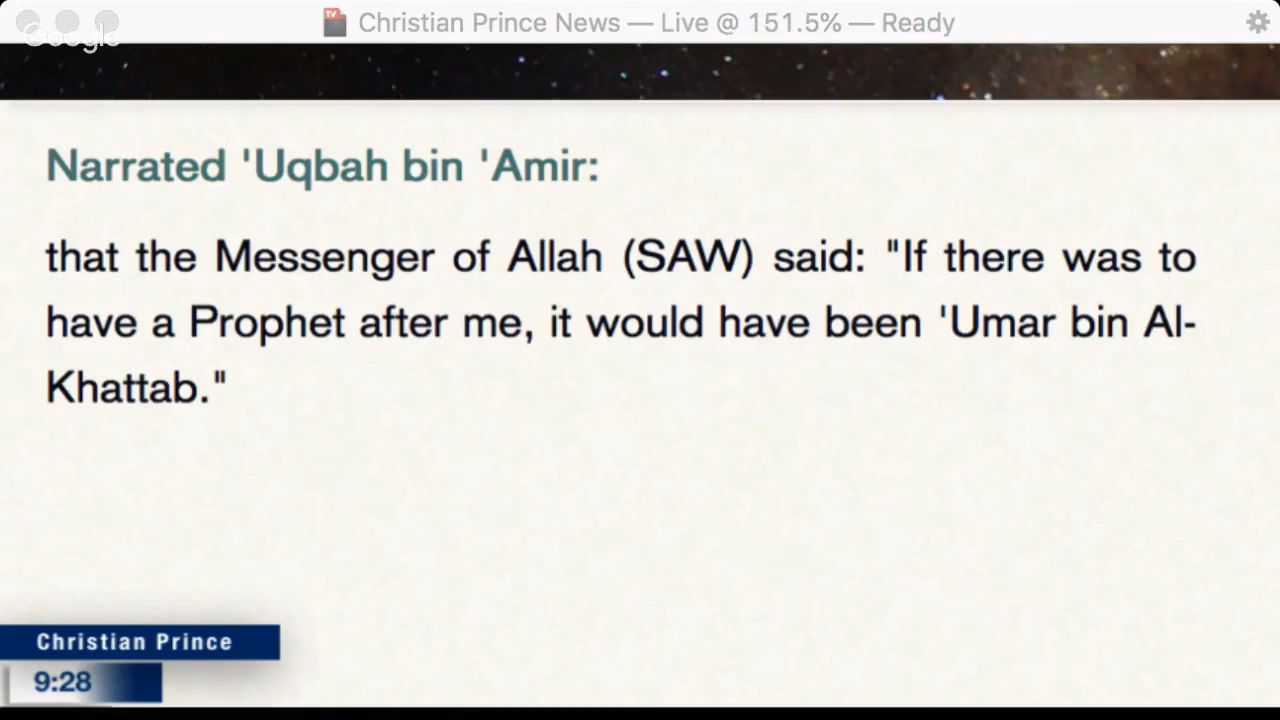 Christian Prince News — Live @ 151.5% — Ready
Google
Narrated 'Uqbah bin 'Amir:
that the Messenger of Allah (SAW) said: "If there was to
have a Prophet after me, it would have been 'Umar bin Al-
Khattab."
Christian Prince
9:28